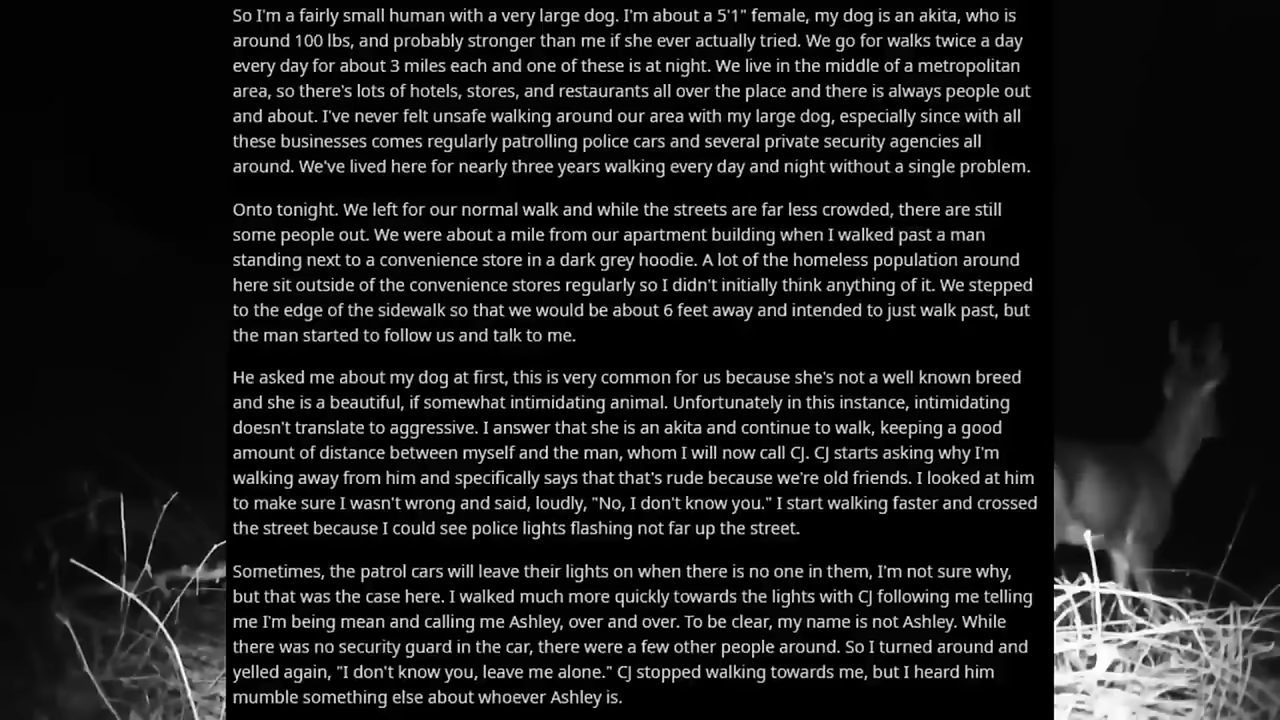 So I'm a fairly small human with a very large dog. I'm about a 5'1" female, my dog is an akita, who is
around 100 lbs, and probably stronger than me if she ever actually tried. We go for walks twice a day
every day for about 3 miles each and one of these is at night. We live in the middle of a metropolitan
area, so there's lots of hotels, stores, and restaurants all over the place and there is always people out
and about. I've never felt unsafe walking around our area with my large dog, especially since with all
these businesses comes regularly patrolling police cars and several private security agencies all
around. We've lived here for nearly three years walking every day and night without a single problem.
Onto tonight. We left for our normal walk and while the streets are far less crowded, there are still
some people out. We were about a mile from our apartment building when I walked past a man
standing next to a convenience store in a dark grey hoodie. A lot of the homeless population around
here sit outside of the convenience stores regularly so I didn't initially think anything of it. We stepped
to the edge of the sidewalk so that we would be about 6 feet away and intended to just walk past, but
the man started to follow us and talk to me.
He asked me about my dog at first, this is very common for us because she's not a well known breed
and she is a beautiful, if somewhat intimidating animal. Unfortunately in this instance, intimidating
doesn't translate to aggressive. I answer that she is an akita and continue to walk, keeping a good
amount of distance between myself and the man, whom I will now call CJ. CJ starts asking why I'm
walking away from him and specifically says that that's rude because we're old friends. I looked at him
to make sure I wasn't wrong and said, loudly, "No, I don't know you." I start walking faster and crossed
the street because I could see police lights flashing not far up the street.
Sometimes, the patrol cars will leave their lights on when there is no one in them, I'm not sure why,
but that was the case here. I walked much more quickly towards the lights with CJ following me telling
me I'm being mean and calling me Ashley, over and over. To be clear, my name is not Ashley. While
there was no security guard in the car, there were a few other people around. So I turned around and
yelled again, "I don't know you, leave me alone." CJ stopped walking towards me, but I heard him
mumble something else about whoever Ashley is.